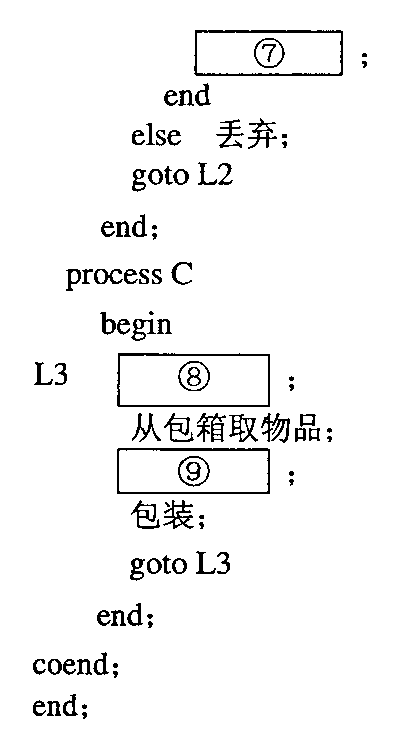 ⑦ ;
end
else 丢弃;
goto L2
end;
process C
begin
L3 ⑧ ;
从包箱取物品;
⑨ ;
包装;
goto L3
end;
coend;
end;